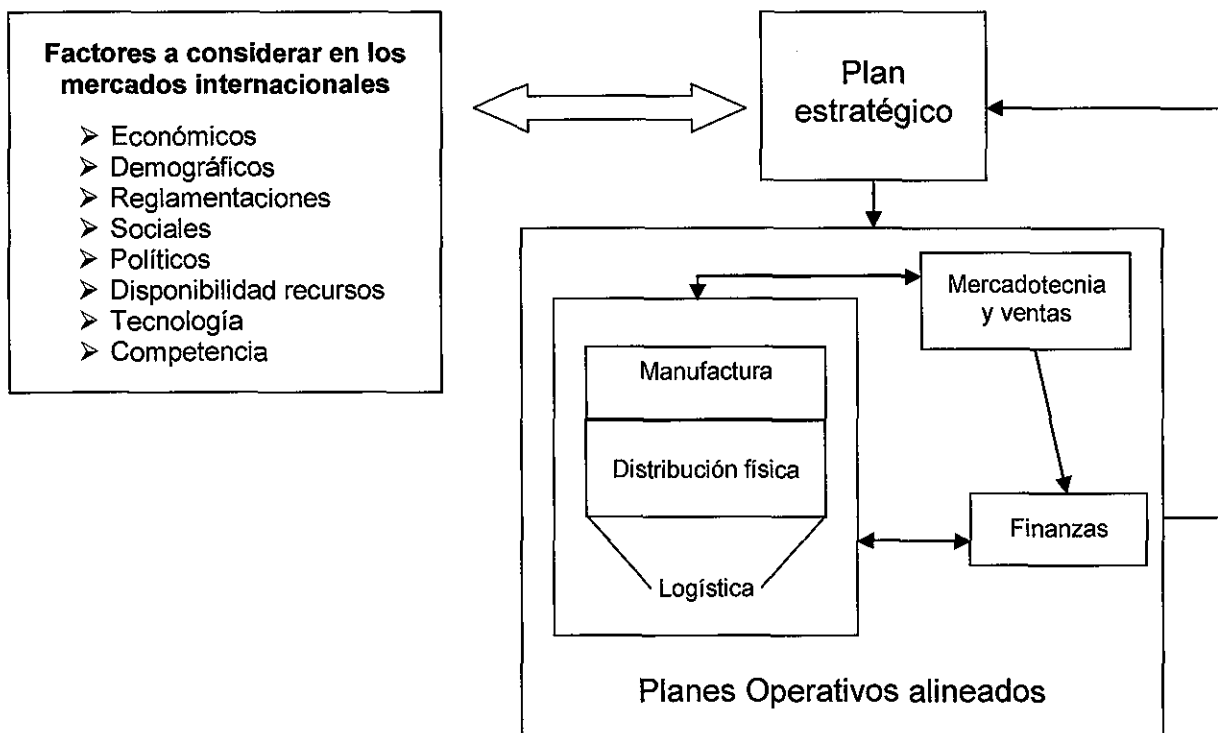 Factores a considerar en los
mercados internacionales
➢ Económicos
➢ Demográficos
➢ Reglamentaciones
➢ Sociales
➢ Políticos
➢ Disponibilidad recursos
➢ Tecnología
➢ Competencia
Plan
estratégico
Mercadotecnia
y ventas
Manufactura
Distribución física
Logística
Finanzas
Planes Operativos alineados